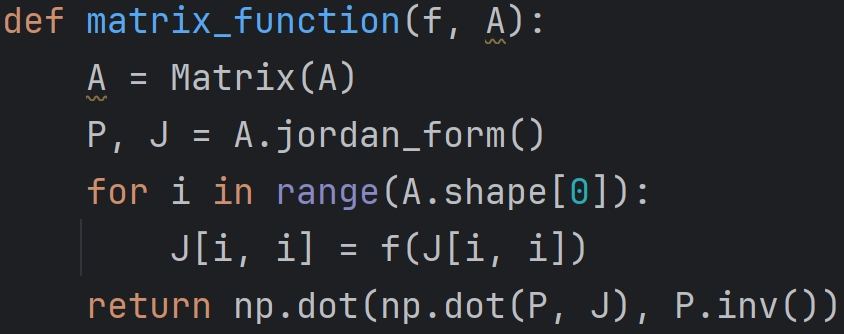 def matrix_function(f, A):
    A = Matrix(A)
    P, J = A.jordan_form()
    for i in range(A.shape[0]):
        J[i, i] = f(J[i, i])
    return np.dot(np.dot(P, J), P.inv())